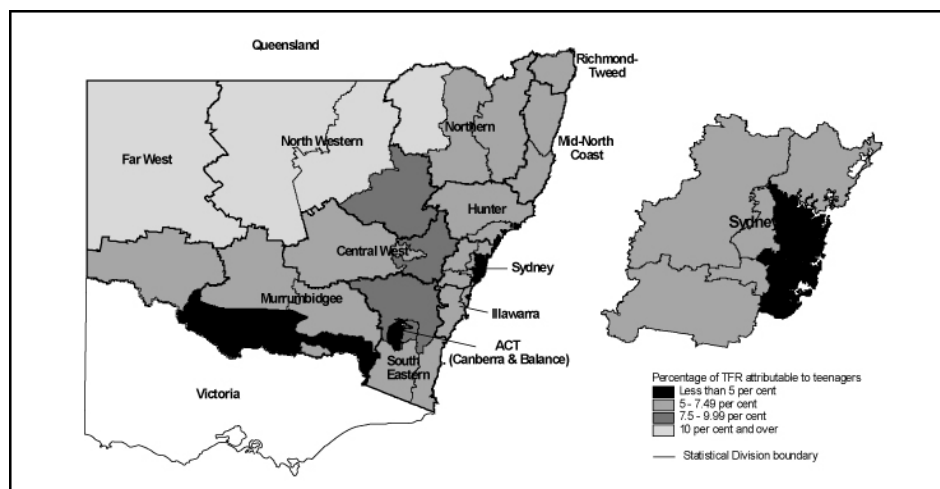 Queensland
Richmond-
Tweed
North Western
Northern
Far West
Mid-North
Coast
Hunter
Central West
Sydney
Murrumbidgee
Illawarra
ACT
(Canberra & Balance)
South
Eastern
Victoria
Sydney
Percentage of TFR attributable to teenagers
Less than 5 per cent
5 - 7.49 per cent
7.5 - 9.99 per cent
10 per cent and over
Statistical Division boundary